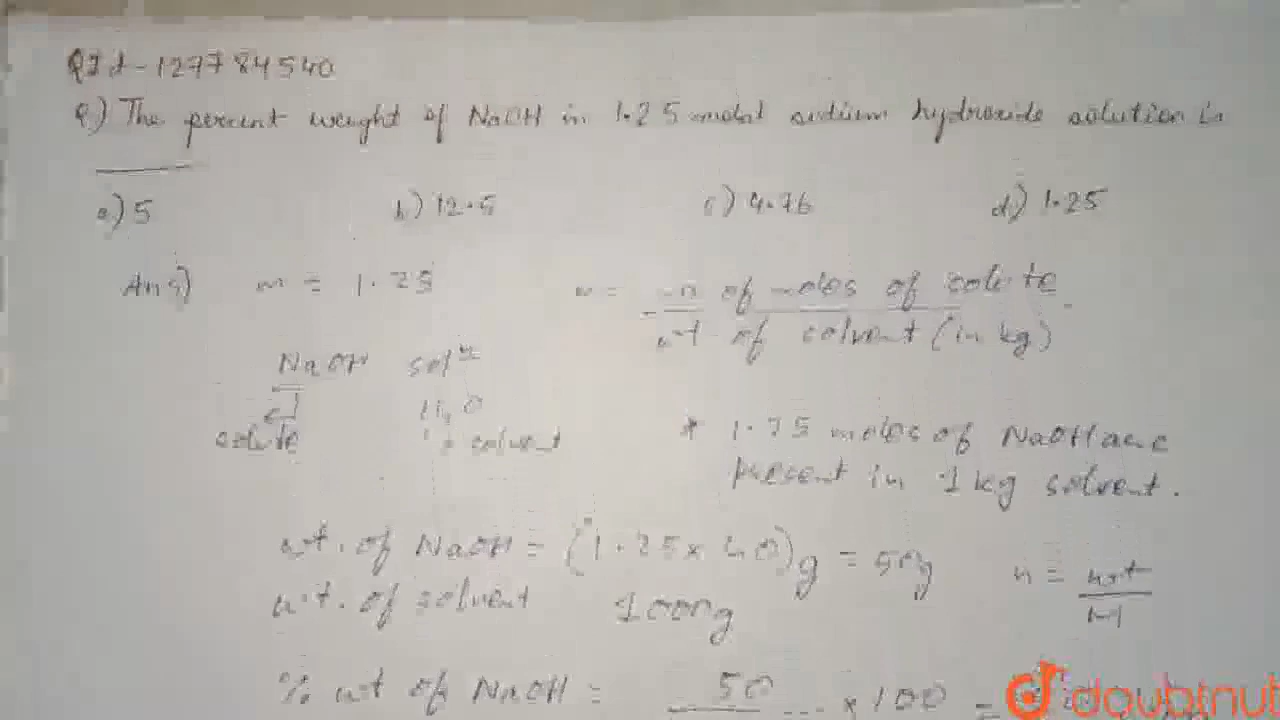 QId-127784540
Q) The percent weight of NaOH in 1.25 molal sodium hydroxide solution is
a) 5 b) 12.5 c) 4.76 d) 1.25
Ans) m = 1.25 m = no of moles of solute
wt of solvent (in kg)
NaOH solⁿ
H₂O
solute solvent
* 1.25 moles of NaOH are
present in 1 kg solvent.
wt. of NaOH = (1.25 × 40)g = 50g n = wt
M
wt. of solvent 1000g
% wt of NaOH = 50 × 100 =
doubtnut